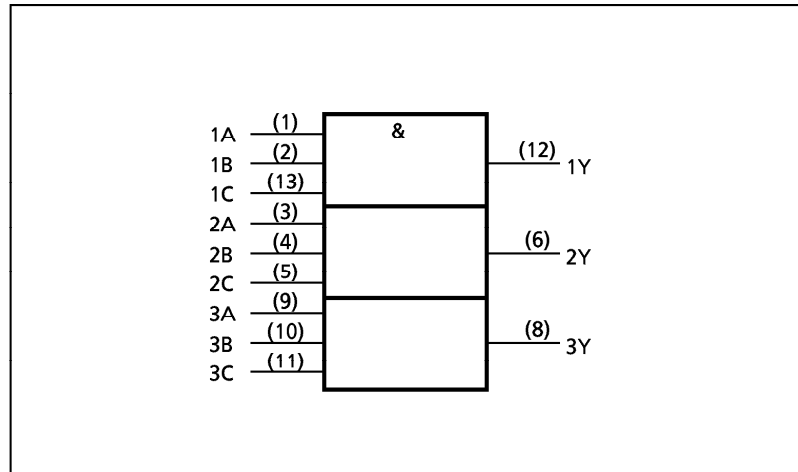 &
1A (1)
1B (2)
1C (13)
(12) 1Y
2A (3)
2B (4)
2C (5)
(6) 2Y
3A (9)
3B (10)
3C (11)
(8) 3Y